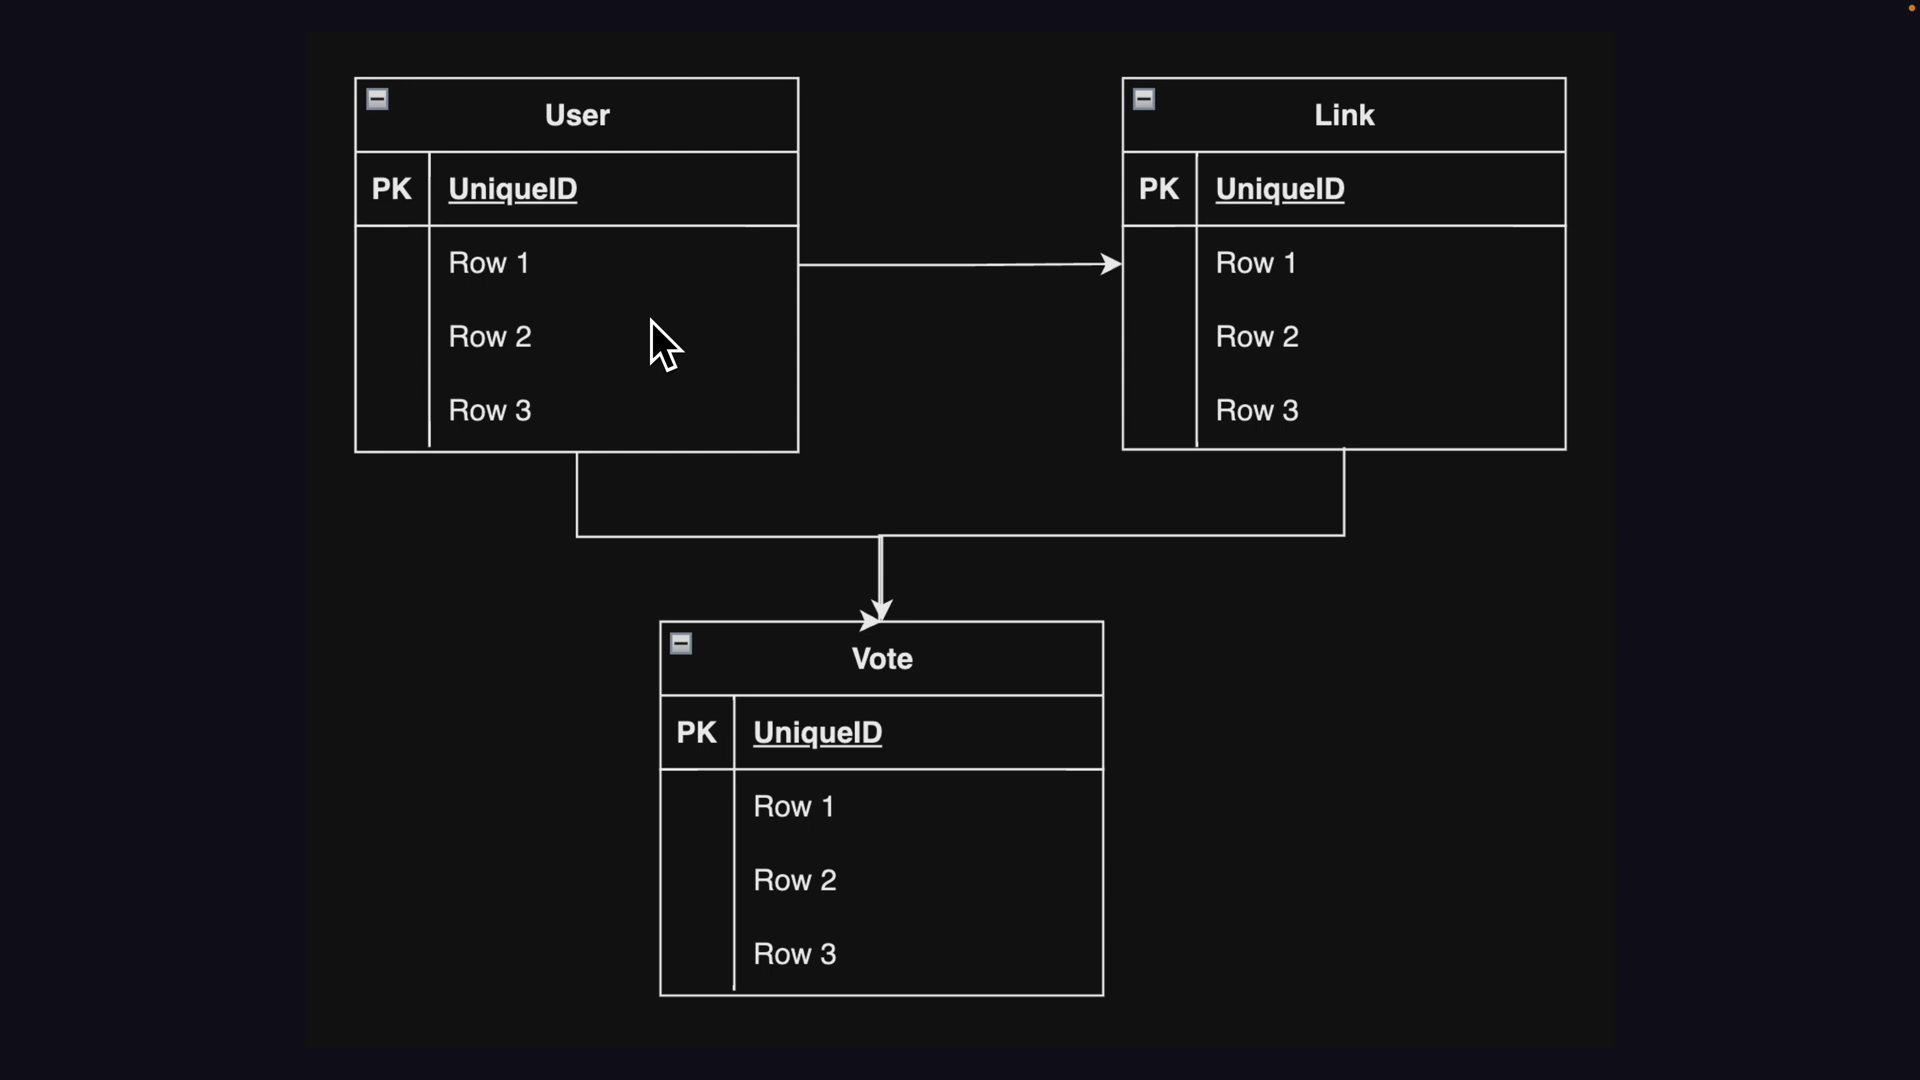 User
PK UniqueID
Row 1
Row 2
Row 3
Link
PK UniqueID
Row 1
Row 2
Row 3
Vote
PK UniqueID
Row 1
Row 2
Row 3